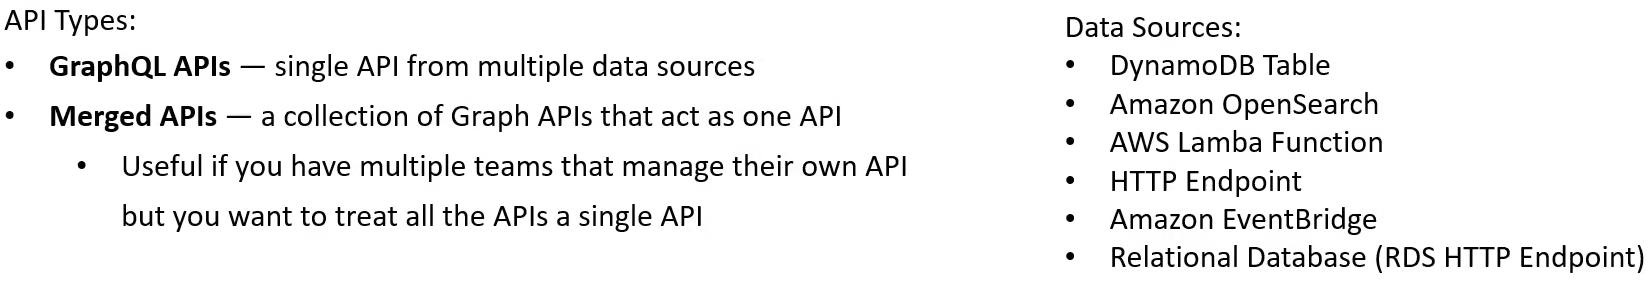 API Types:
• GraphQL APIs — single API from multiple data sources
• Merged APIs — a collection of Graph APIs that act as one API
• Useful if you have multiple teams that manage their own API
but you want to treat all the APIs a single API
Data Sources:
• DynamoDB Table
• Amazon OpenSearch
• AWS Lamba Function
• HTTP Endpoint
• Amazon EventBridge
• Relational Database (RDS HTTP Endpoint)